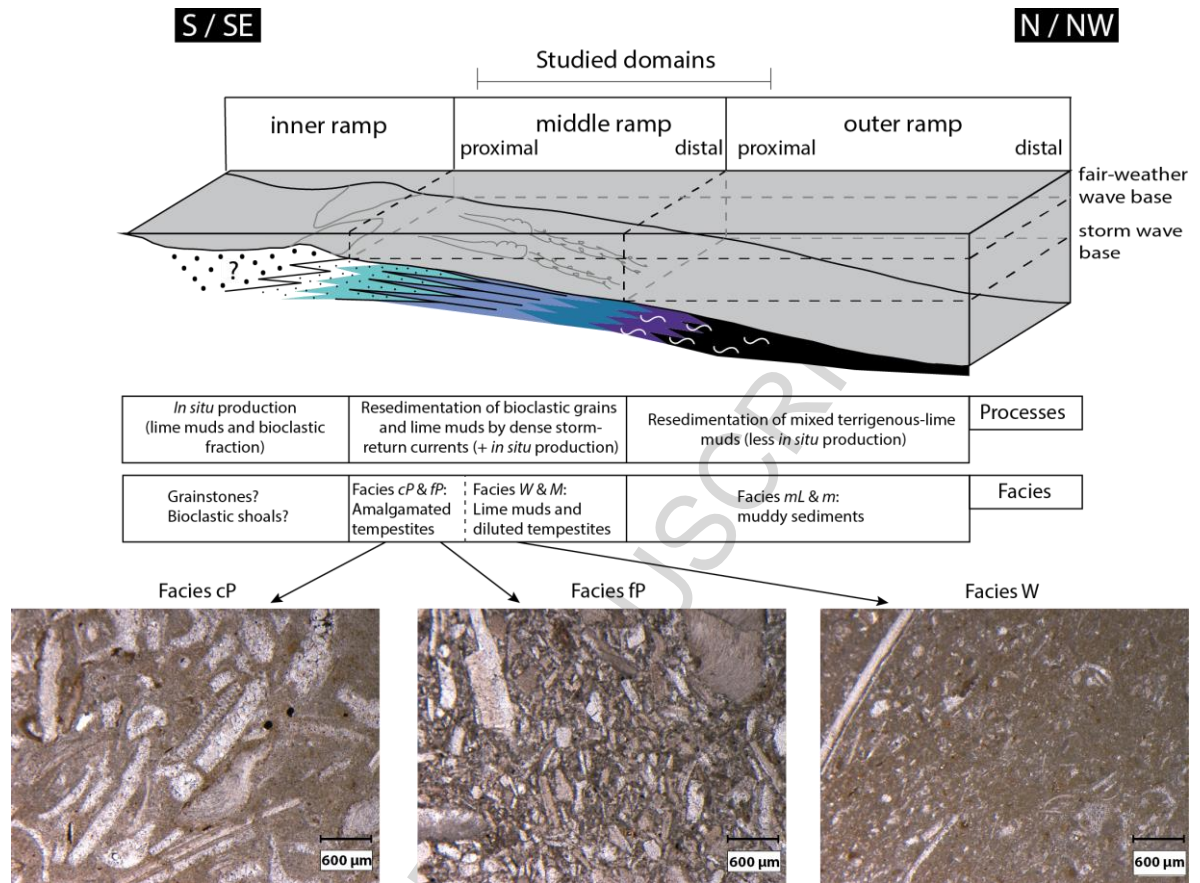 S / SE
N / NW
Studied domains
inner ramp
middle ramp
outer ramp
proximal
distal
proximal
distal
fair-weather
wave base
storm wave
base
?
In situ production
(lime muds and bioclastic
fraction)
Resedimentation of bioclastic grains
and lime muds by dense storm-
return currents (+ in situ production)
Resedimentation of mixed terrigenous-lime
muds (less in situ production)
Processes
Grainstones?
Bioclastic shoals?
Facies cP & fP:
Amalgamated
tempestites
Facies W & M:
Lime muds and
diluted tempestites
Facies mL & m:
muddy sediments
Facies
Facies cP
Facies fP
Facies W
600 µm
600 µm
600 µm